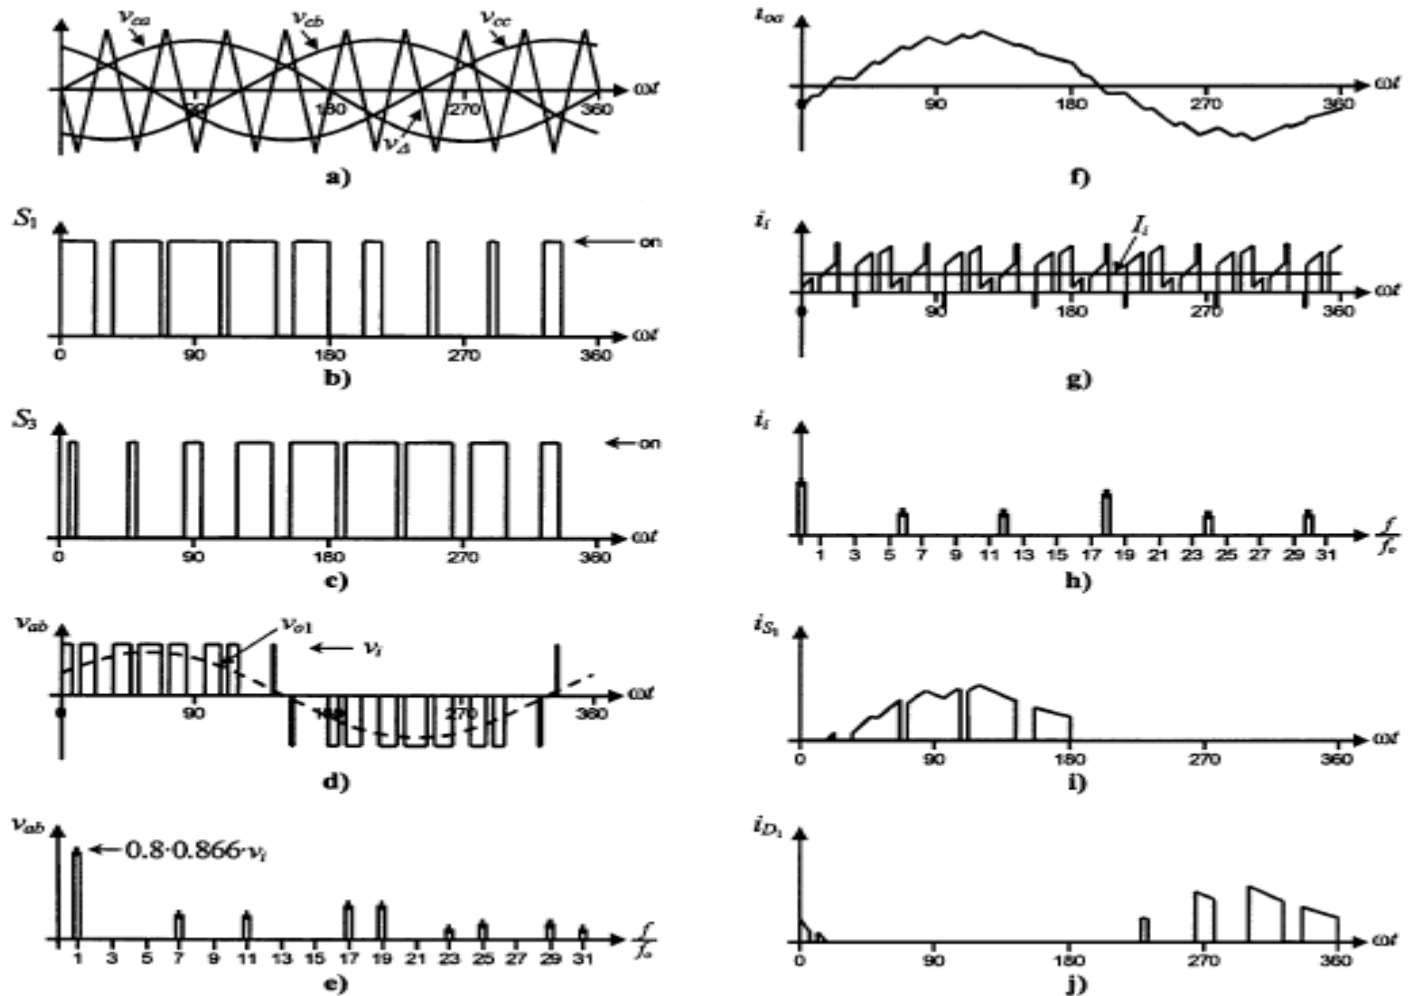 v_ca v_cb v_cc
ωt
90 180 270 360
v_Δ
a)
S_1
on
ωt
0 90 180 270 360
b)
S_3
on
ωt
0 90 180 270 360
c)
v_ab v_o1 v_i
ωt
0 90 180 270 360
d)
v_ab
0.8·0.866·v_i
f/f_o
1 3 5 7 9 11 13 15 17 19 21 23 25 27 29 31
e)
i_oa
ωt
0 90 180 270 360
f)
i_i I_i
ωt
0 90 180 270 360
g)
i_i
f/f_o
1 3 5 7 9 11 13 15 17 19 21 23 25 27 29 31
h)
i_S1
ωt
0 90 180 270 360
i)
i_D1
ωt
0 90 180 270 360
j)